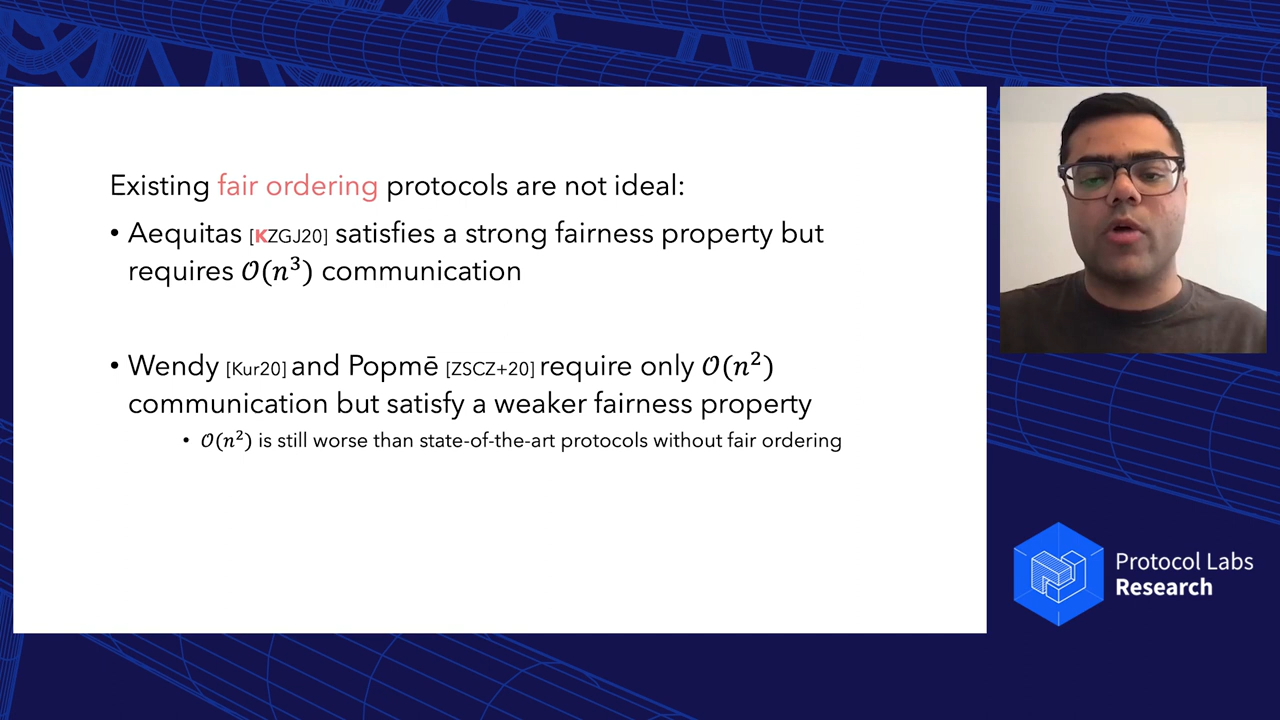 Existing fair ordering protocols are not ideal:
• Aequitas [KZGJ20] satisfies a strong fairness property but
requires 𝒪(n³) communication
• Wendy [Kur20] and Popmē [ZSCZ+20] require only 𝒪(n²)
communication but satisfy a weaker fairness property
• 𝒪(n²) is still worse than state-of-the-art protocols without fair ordering
Protocol Labs
Research